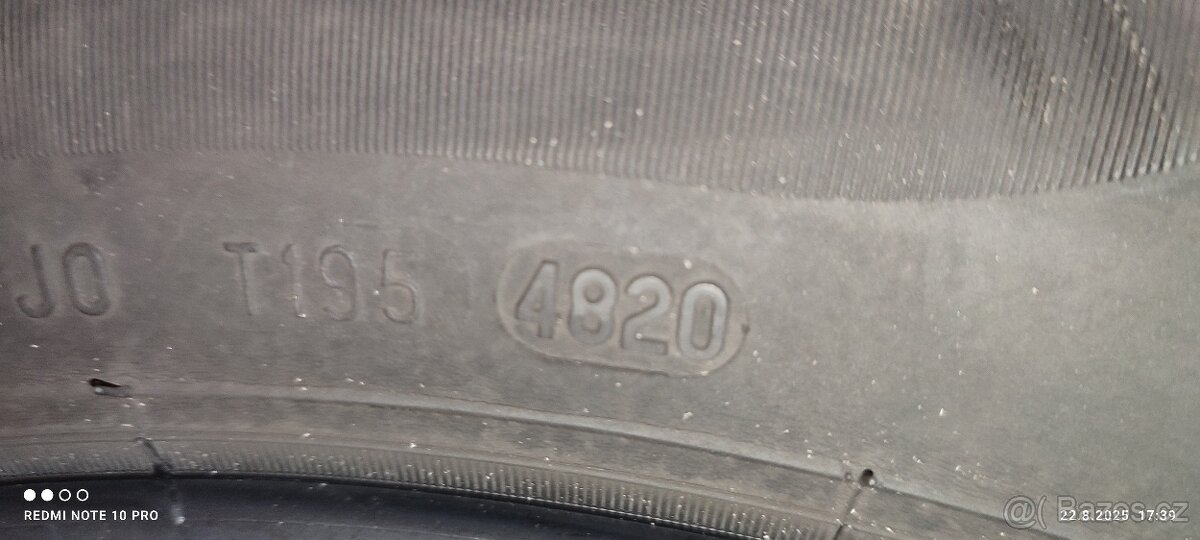 JO T195 4820
REDMI NOTE 10 PRO
@( Bazos.cz
22.8.2025 17:39